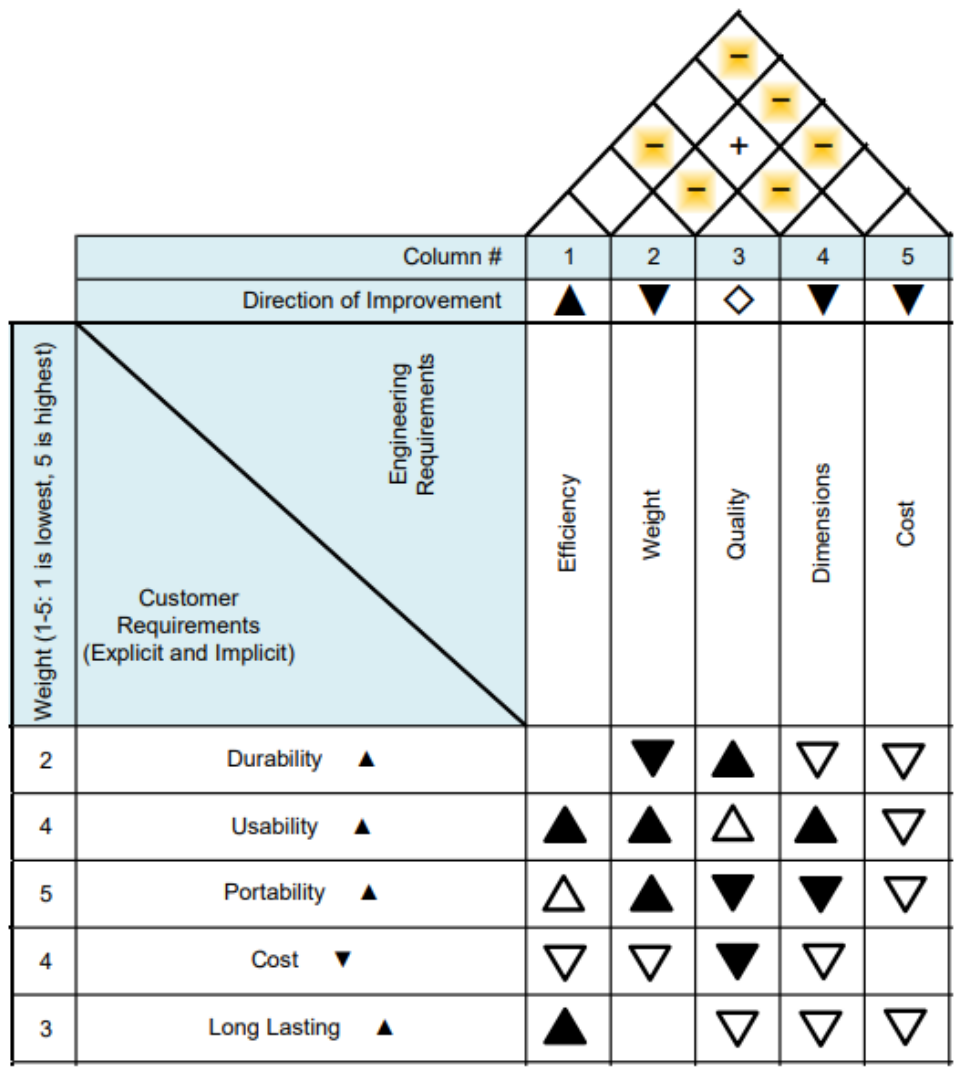 −
−
− + −
− −
Column # 1 2 3 4 5
Direction of Improvement ▲ ▼ ◇ ▼ ▼
Weight (1-5: 1 is lowest, 5 is highest)
Engineering
Requirements
Customer
Requirements
(Explicit and Implicit)
Efficiency
Weight
Quality
Dimensions
Cost
2 Durability ▲ ▼ ▲ ▽ ▽
4 Usability ▲ ▲ ▲ △ ▲ ▽
5 Portability ▲ △ ▲ ▼ ▼ ▽
4 Cost ▼ ▽ ▽ ▼ ▽
3 Long Lasting ▲ ▲ ▽ ▽ ▽